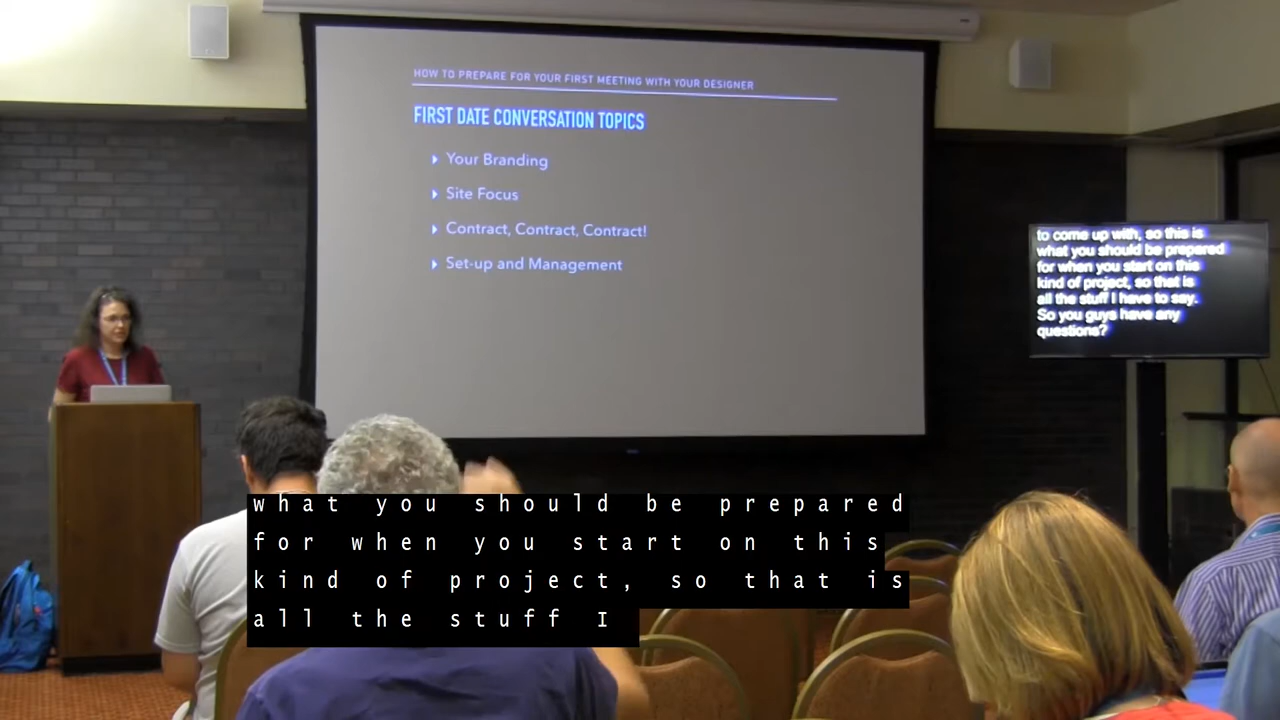 HOW TO PREPARE FOR YOUR FIRST MEETING WITH YOUR DESIGNER
FIRST DATE CONVERSATION TOPICS
Your Branding
Site Focus
Contract, Contract, Contract!
Set-up and Management
to come up with, so this is
what you should be prepared
for when you start on this
kind of project, so that is
all the stuff I have to say.
So you guys have any
questions?
what you should be prepared
for when you start on this
kind of project, so that is
all the stuff I